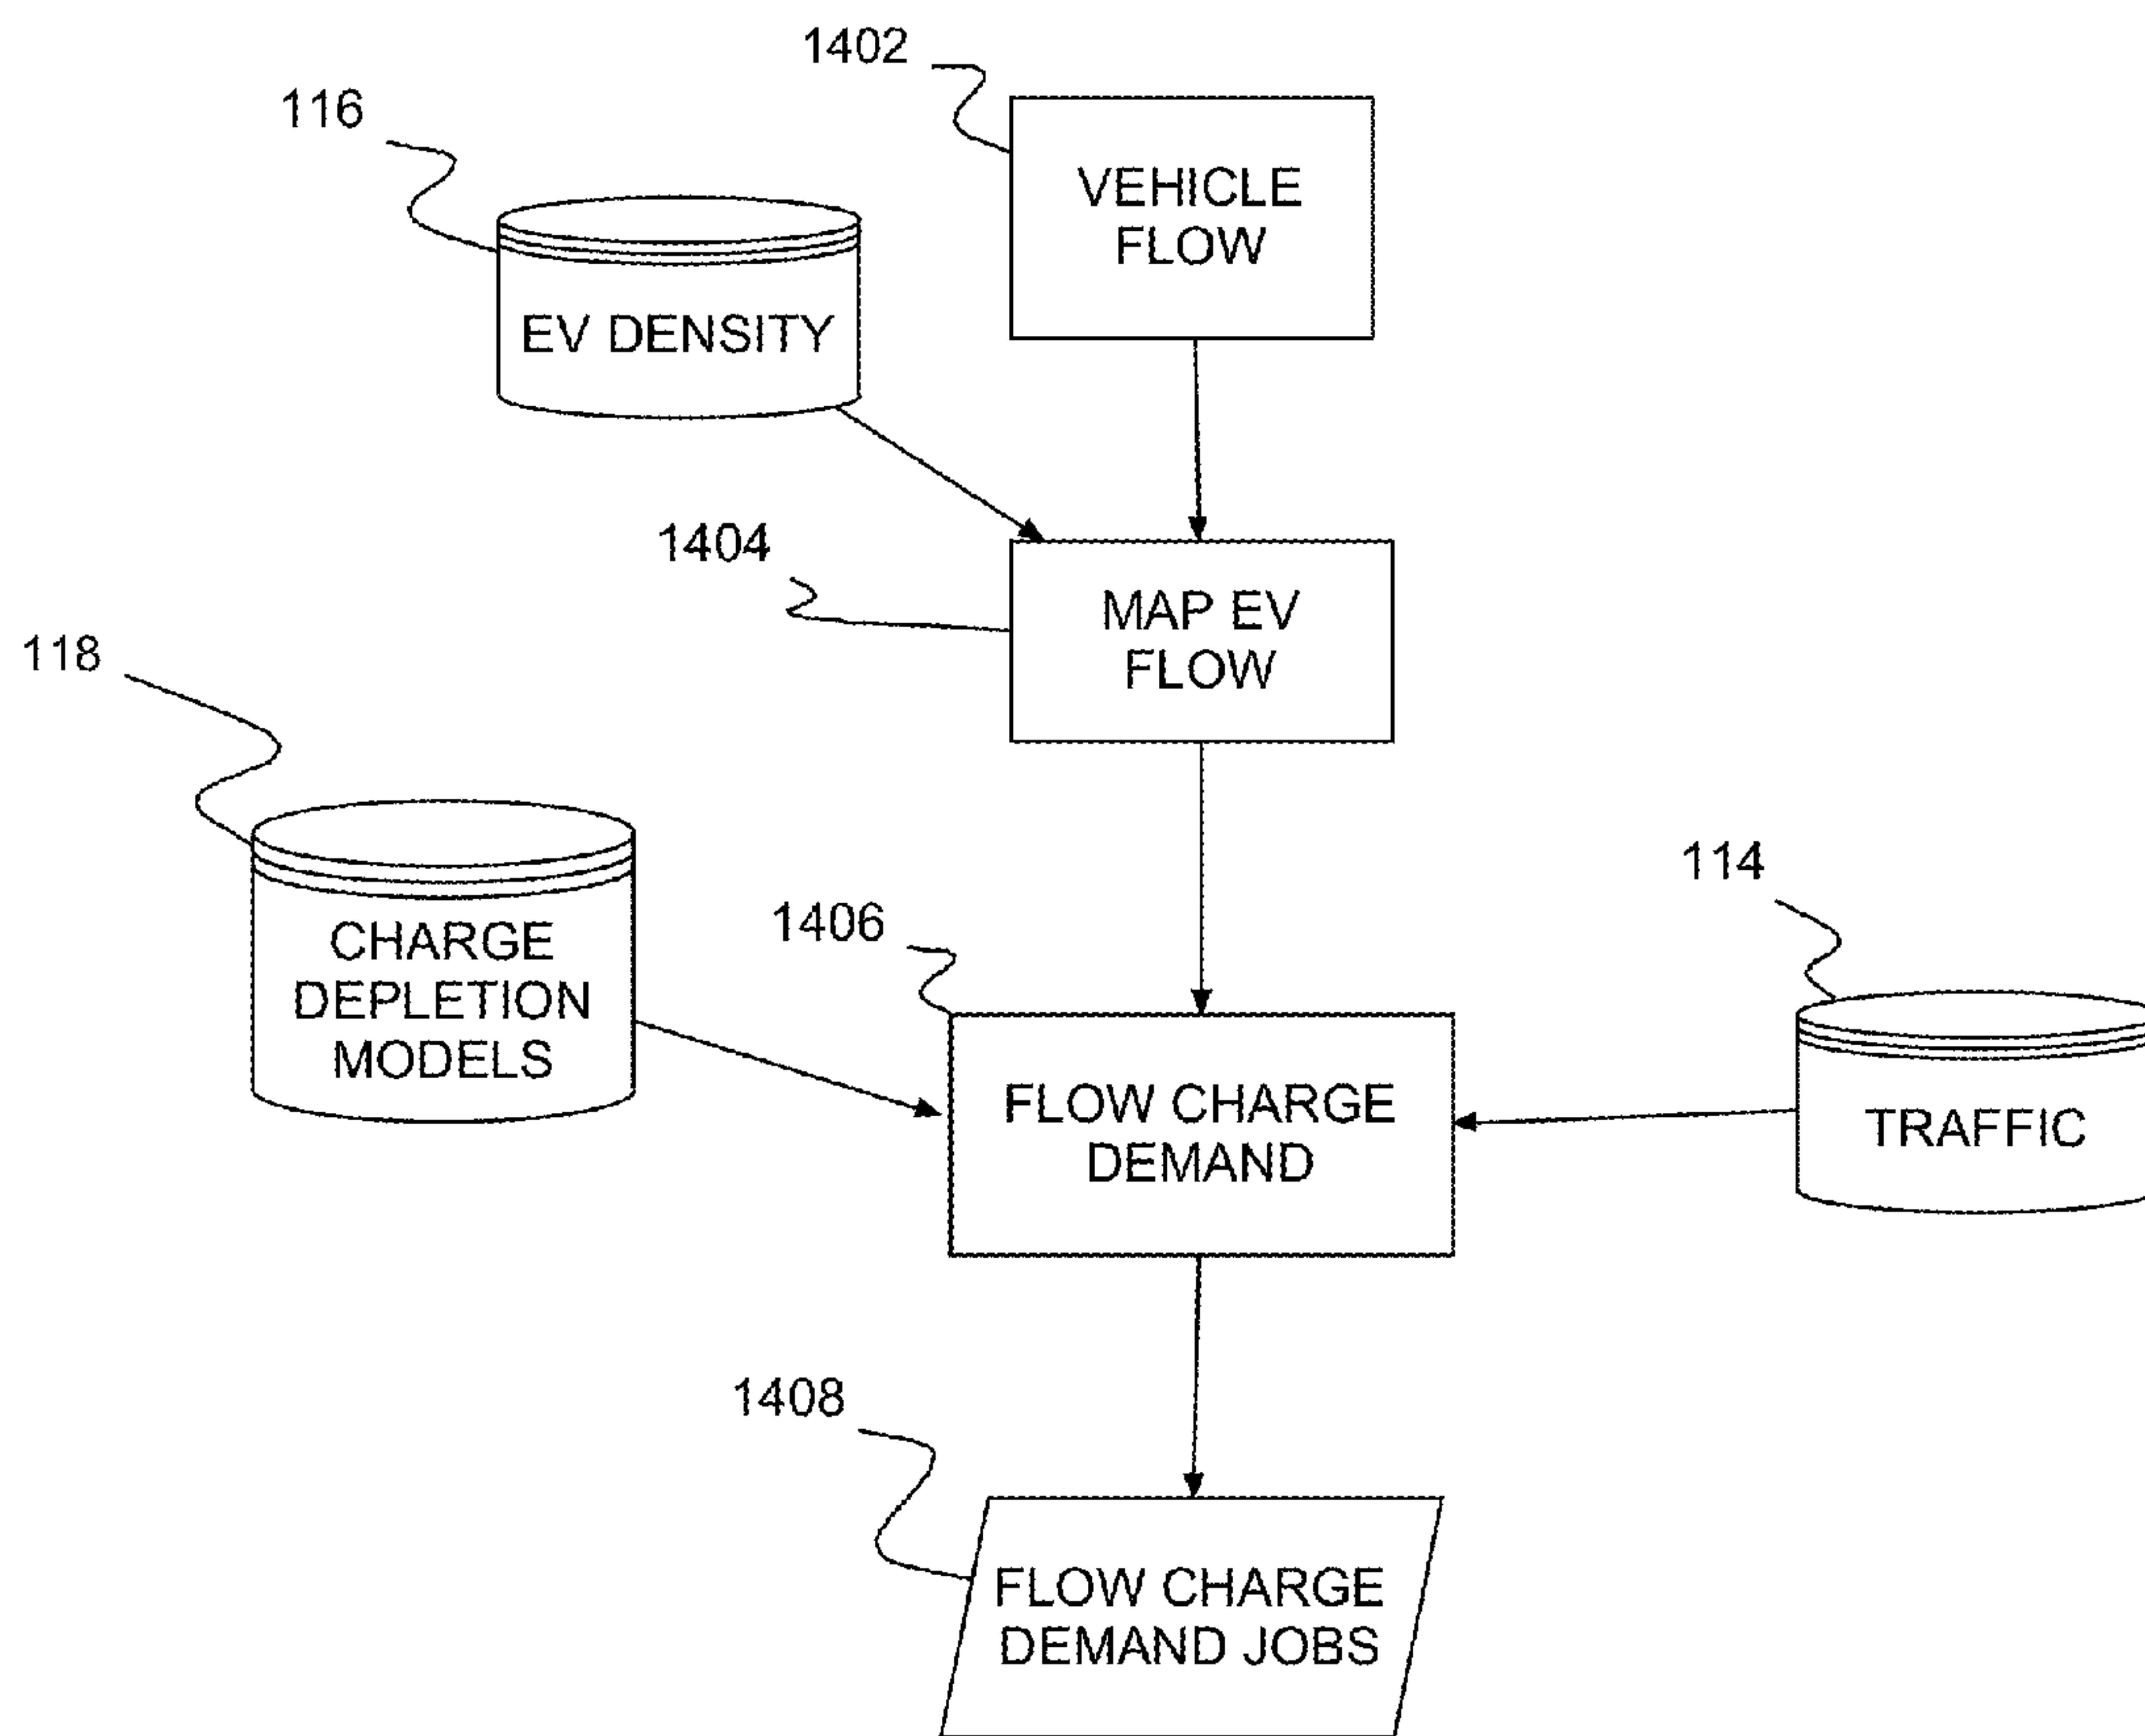 1402
116
VEHICLE
FLOW
EV DENSITY
1404
MAP EV
FLOW
118
114
1406
CHARGE
DEPLETION
MODELS
FLOW CHARGE
DEMAND
TRAFFIC
1408
FLOW CHARGE
DEMAND JOBS